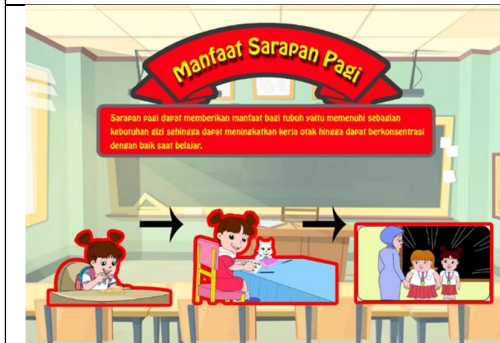 Manfaat Sarapan Pagi
Sarapan pagi dapat memberikan manfaat bagi tubuh yaitu memenuhi sebagian
kebutuhan gizi sehingga dapat meningkatkan kerja otak hingga dapat berkonsentrasi
dengan baik saat belajar.